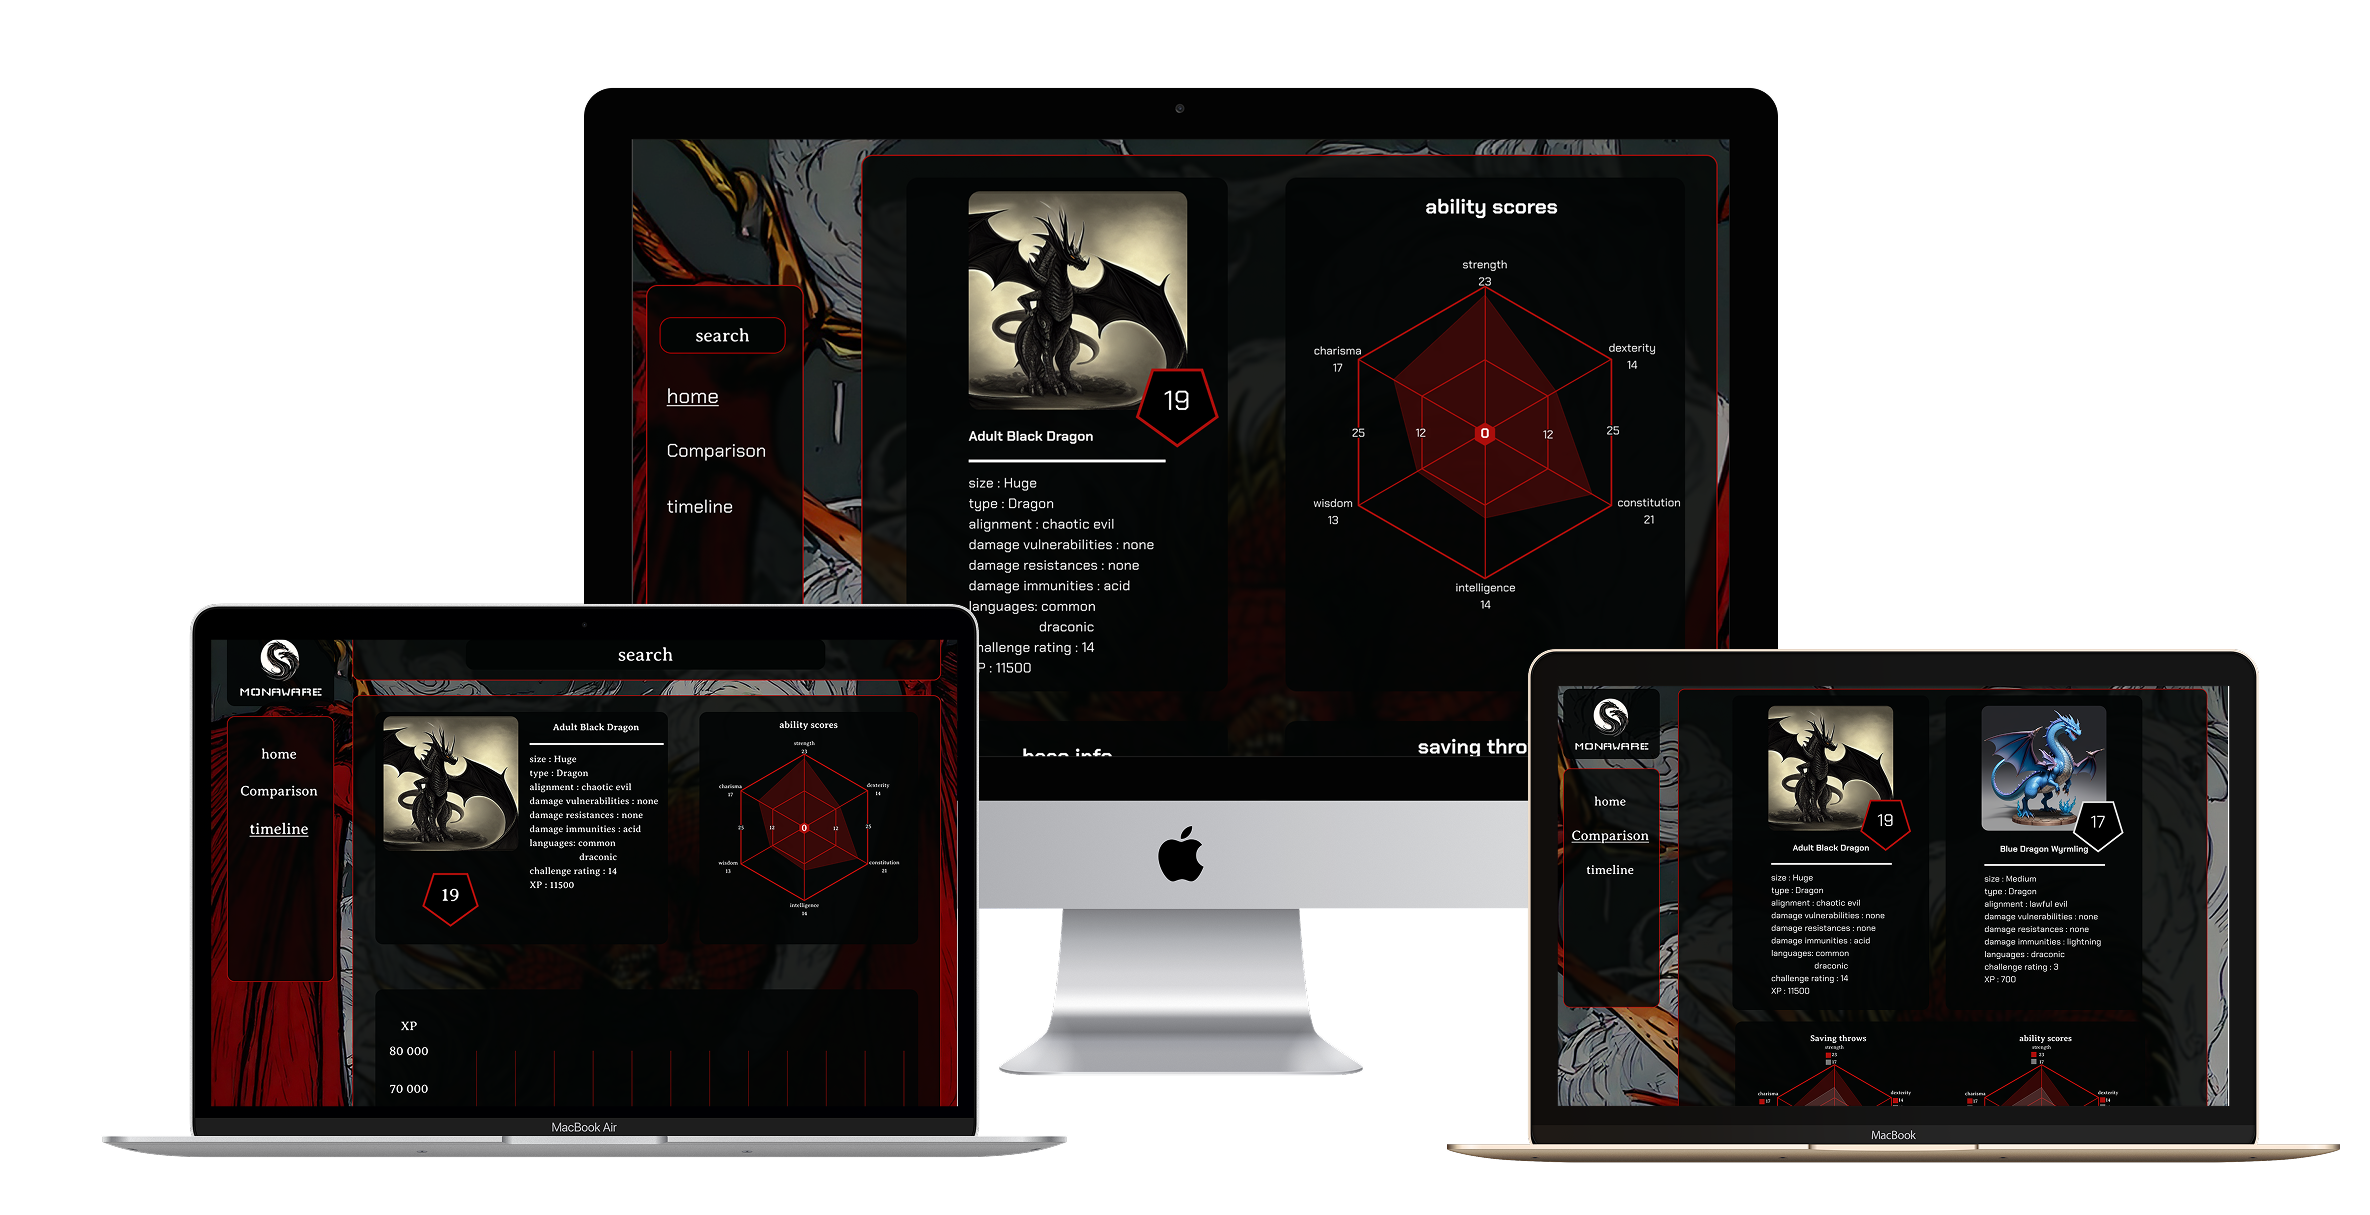 search
home
Comparison
timeline
19
Adult Black Dragon
size : Huge
type : Dragon
alignment : chaotic evil
damage vulnerabilities : none
damage resistances : none
damage immunities : acid
languages: common
draconic
hallenge rating : 14
P : 11500
ability scores
strength
23
charisma
17
dexterity
14
25
12
0
12
25
wisdom
13
constitution
21
intelligence
14
base info
saving thro
MONAWARE
search
home
Comparison
timeline
19
Adult Black Dragon
size : Huge
type : Dragon
alignment : chaotic evil
damage vulnerabilities : none
damage resistances : none
damage immunities : acid
languages: common
draconic
challenge rating : 14
XP : 11500
ability scores
strength
23
charisma
17
dexterity
14
25
12
0
12
25
wisdom
13
constitution
21
intelligence
14
XP
80 000
70 000
MacBook Air
MONAWARE
home
Comparison
timeline
19
Adult Black Dragon
size : Huge
type : Dragon
alignment : chaotic evil
damage vulnerabilities : none
damage resistances : none
damage immunities : acid
languages: common
draconic
challenge rating : 14
XP : 11500
17
Blue Dragon Wyrmling
size : Medium
type : Dragon
alignment : lawful evil
damage vulnerabilities : none
damage resistances : none
damage immunities : lightning
languages : draconic
challenge rating : 3
XP : 700
Saving throws
strength
23
17
charisma
17
dexterity
14
ability scores
strength
23
17
charisma
17
dexterity
14
MacBook